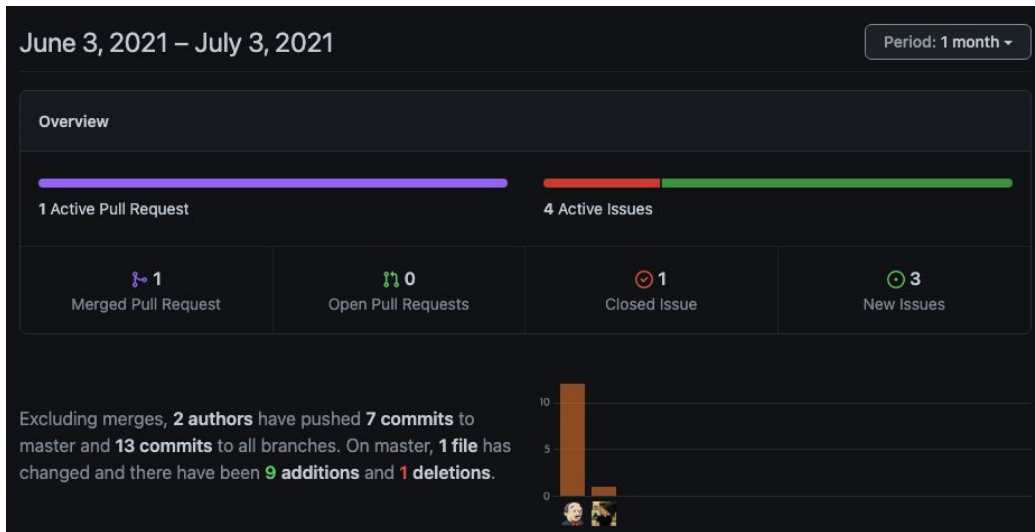 June 3, 2021 – July 3, 2021
Period: 1 month
Overview
1 Active Pull Request
4 Active Issues
1
Merged Pull Request
0
Open Pull Requests
1
Closed Issue
3
New Issues
Excluding merges, 2 authors have pushed 7 commits to
master and 13 commits to all branches. On master, 1 file has
changed and there have been 9 additions and 1 deletions.
10
5
0